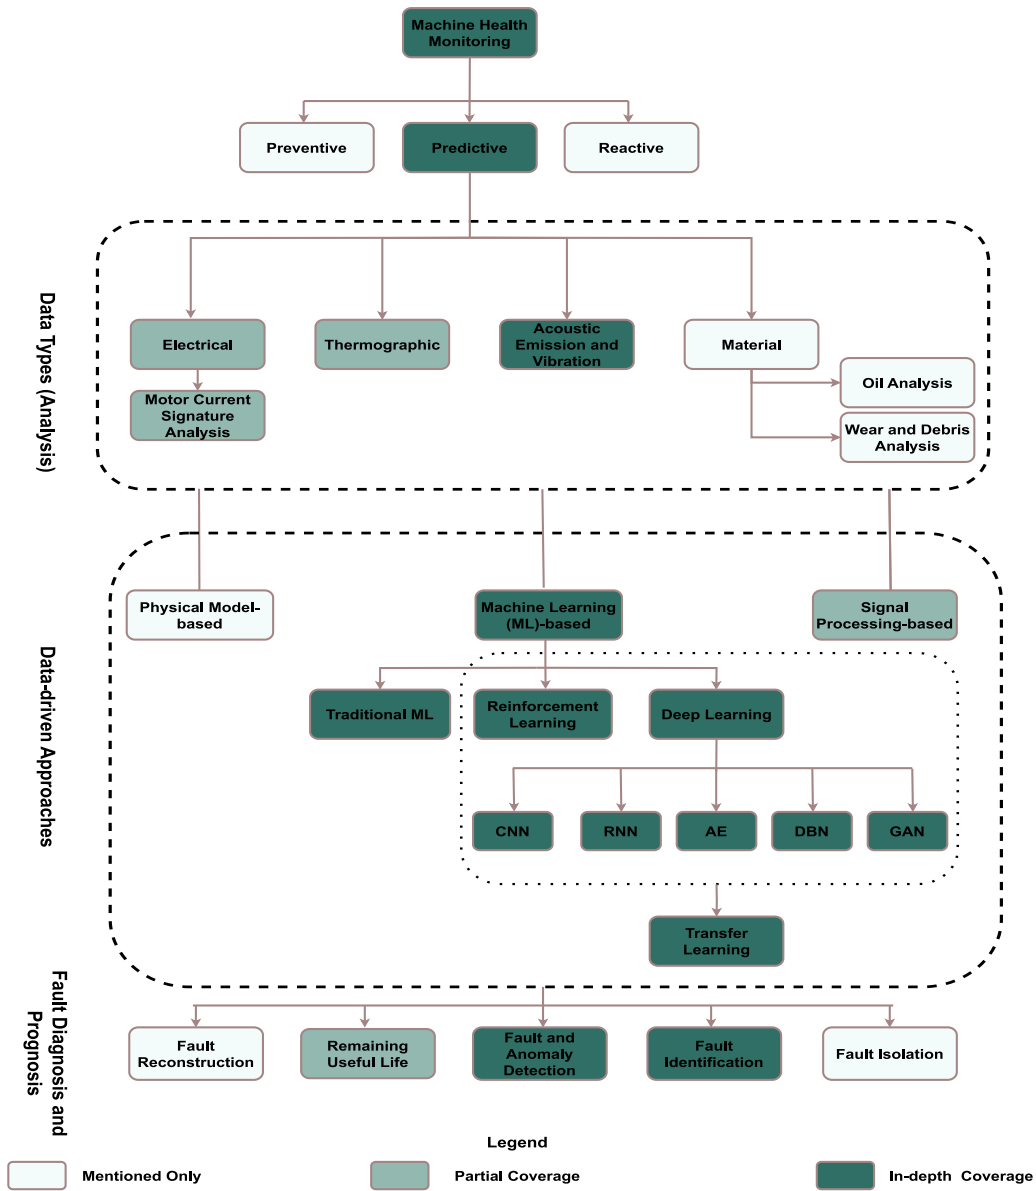 Machine Health
Monitoring
Preventive
Predictive
Reactive
Data Types (Analysis)
Electrical
Thermographic
Acoustic
Emission and
Vibration
Material
Motor Current
Signature
Analysis
Oil Analysis
Wear and Debris
Analysis
Data-driven Approaches
Physical Model-
based
Machine Learning
(ML)-based
Signal
Processing-based
Traditional ML
Reinforcement
Learning
Deep Learning
CNN
RNN
AE
DBN
GAN
Transfer
Learning
Fault Diagnosis and
Prognosis
Fault
Reconstruction
Remaining
Useful Life
Fault and
Anomaly
Detection
Fault
Identification
Fault Isolation
Legend
Mentioned Only
Partial Coverage
In-depth Coverage